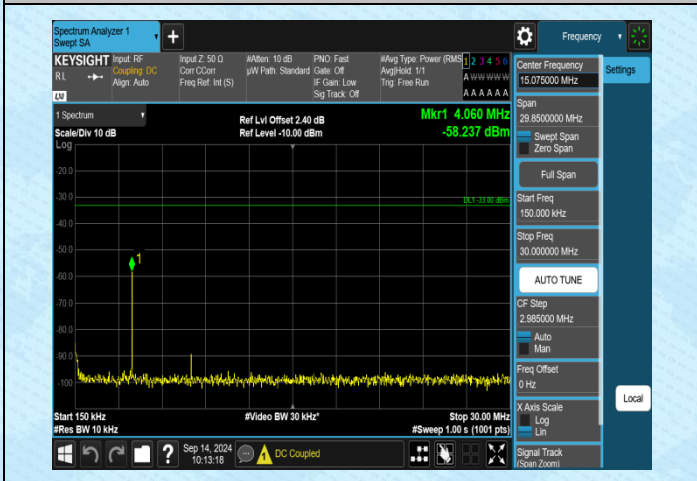 Spectrum Analyzer 1
Swept SA
+
Frequency
KEYSIGHT
RL
LXI
Input: RF
Coupling: DC
Align: Auto
Input Z: 50 Ω
Corr CCorr
Freq Ref: Int (S)
#Atten: 10 dB
µW Path: Standard
PNO: Fast
Gate: Off
IF Gain: Low
Sig Track: Off
#Avg Type: Power (RMS
Avg|Hold: 1/1
Trig: Free Run
1 2 3 4 5 6
A W W W W W
A A A A A A
1 Spectrum
Scale/Div 10 dB
Log
Ref Lvl Offset 2.40 dB
Ref Level -10.00 dBm
Mkr1 4.060 MHz
-58.237 dBm
-20.0
-30.0
-40.0
-50.0
-60.0
-70.0
-80.0
-90.0
-100
DL1 -33.00 dBm
1
Start 150 kHz
#Res BW 10 kHz
#Video BW 30 kHz*
Stop 30.00 MHz
#Sweep 1.00 s (1001 pts)
?
Sep 14, 2024
10:13:18
1
DC Coupled
Center Frequency
15.075000 MHz
Span
29.8500000 MHz
Swept Span
Zero Span
Full Span
Start Freq
150.000 kHz
Stop Freq
30.000000 MHz
AUTO TUNE
CF Step
2.985000 MHz
Auto
Man
Freq Offset
0 Hz
X Axis Scale
Log
Lin
Signal Track
(Span Zoom)
Settings
Local